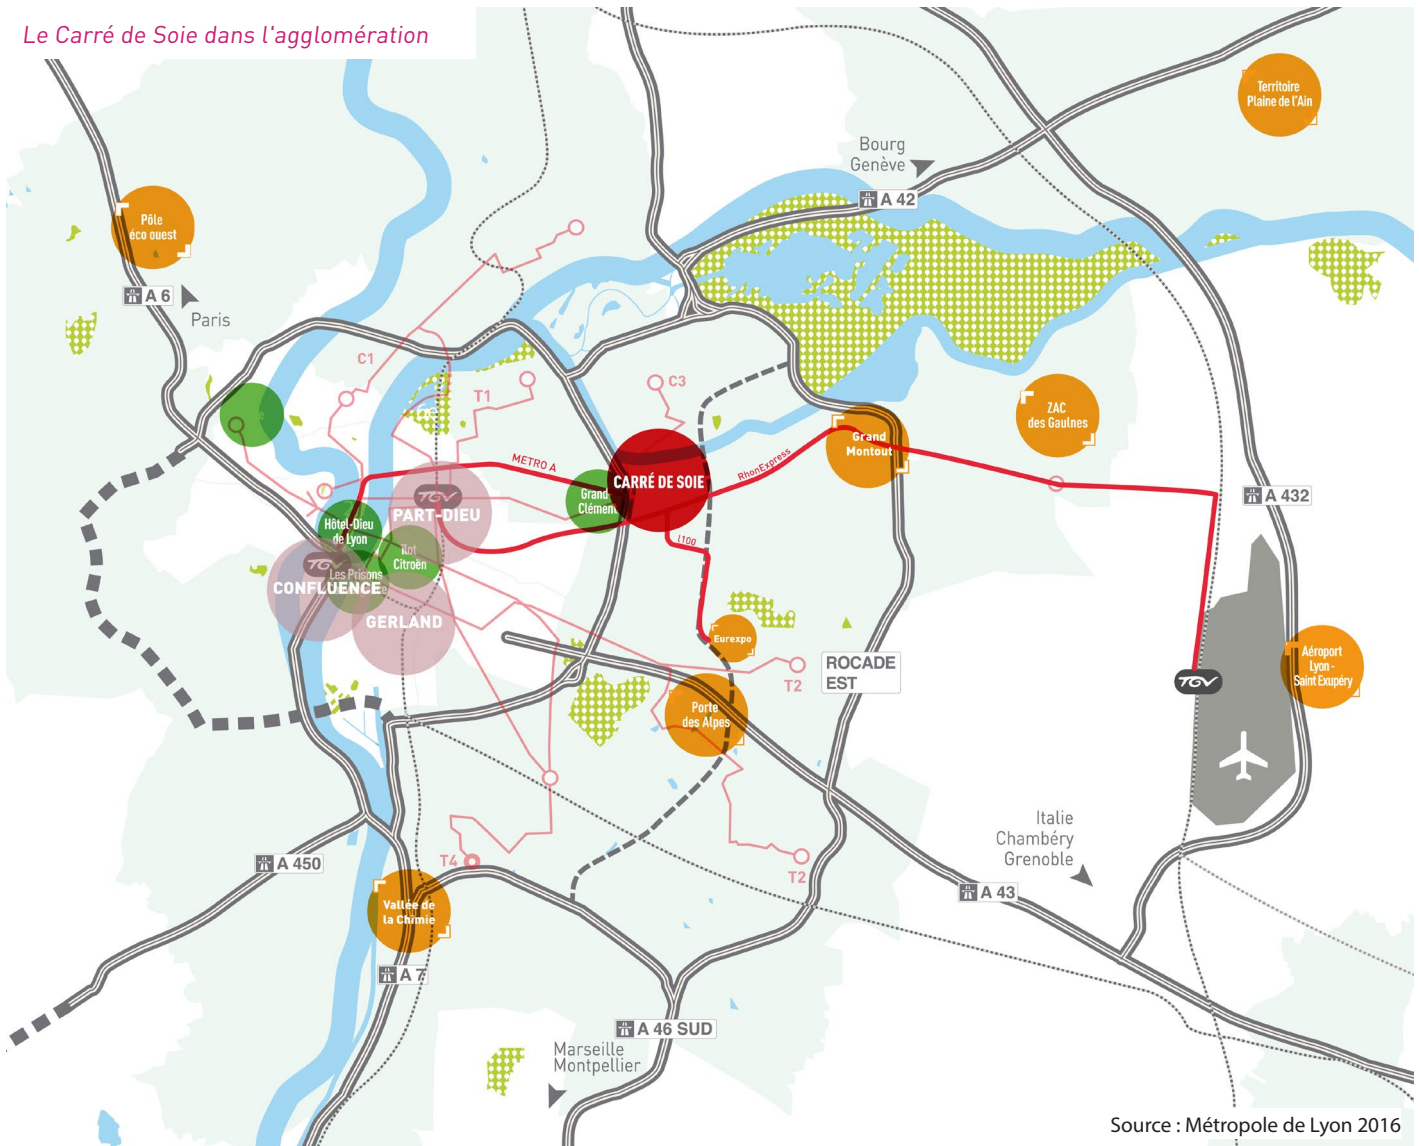 Le Carré de Soie dans l'agglomération
Territoire
Plaine de l'Ain
Bourg
Genève
A 42
Pôle
éco ouest
A 6
Paris
C1
T1
C3
ZAC
des Gaulnes
Grand
Montout
METRO A
RhonExpress
CARRÉ DE SOIE
Grand-
Clément
TGV
PART-DIEU
A 432
Hôtel-Dieu
de Lyon
Îlot
Citroën
TGV
Les Prisons
CONFLUENCE
GERLAND
l100
Eurexpo
T2
ROCADE
EST
Aéroport
Lyon -
Saint Exupéry
TGV
Porte
des Alpes
Italie
Chambéry
Grenoble
A 450
T4
T2
A 43
Vallée de
la Chimie
A 7
A 46 SUD
Marseille
Montpellier
Source : Métropole de Lyon 2016